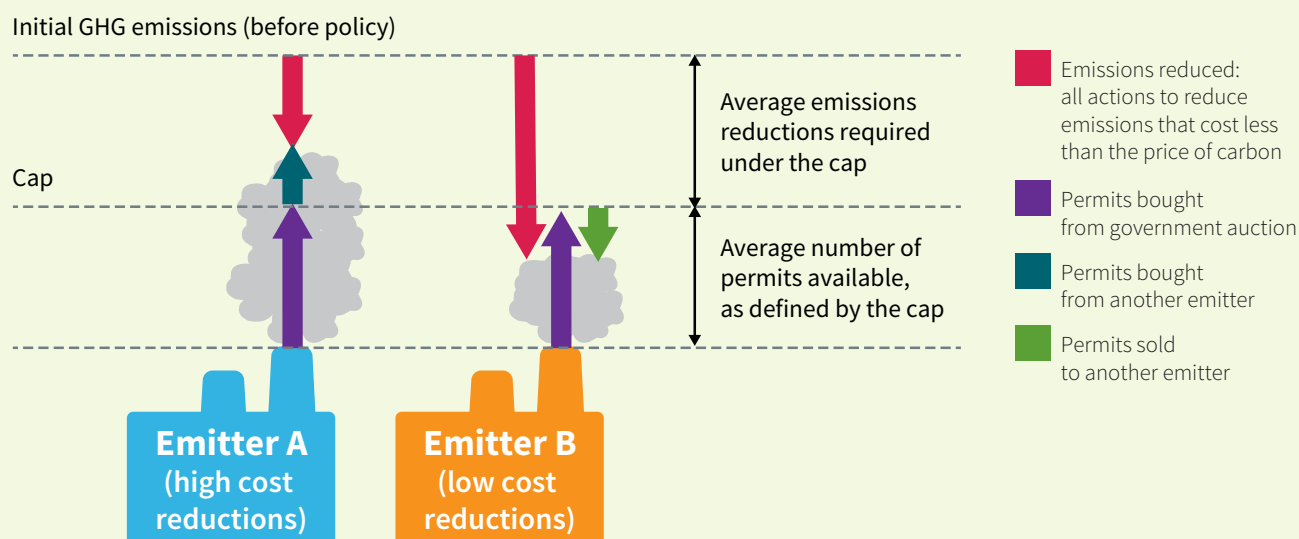 Initial GHG emissions (before policy)
Cap
Average emissions
reductions required
under the cap
Average number of
permits available,
as defined by the cap
Emissions reduced:
all actions to reduce
emissions that cost less
than the price of carbon
Permits bought
from government auction
Permits bought
from another emitter
Permits sold
to another emitter
Emitter A
(high cost
reductions)
Emitter B
(low cost
reductions)